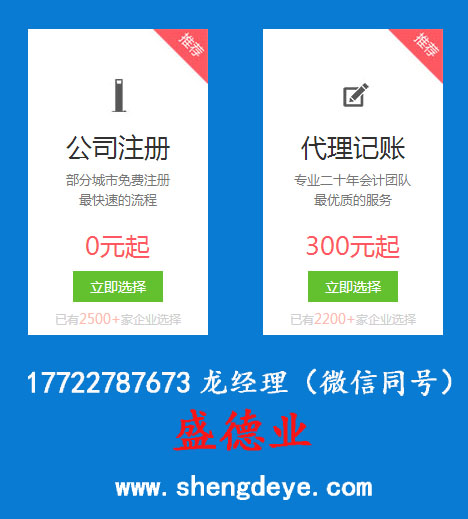 推荐
公司注册
部分城市免费注册
最快速的流程
0元起
立即选择
已有2500+家企业选择
推荐
代理记账
专业二十年会计团队
最优质的服务
300元起
立即选择
已有2200+家企业选择
17722787673 龙经理（微信同号）
盛德业
www.shengdeye.com